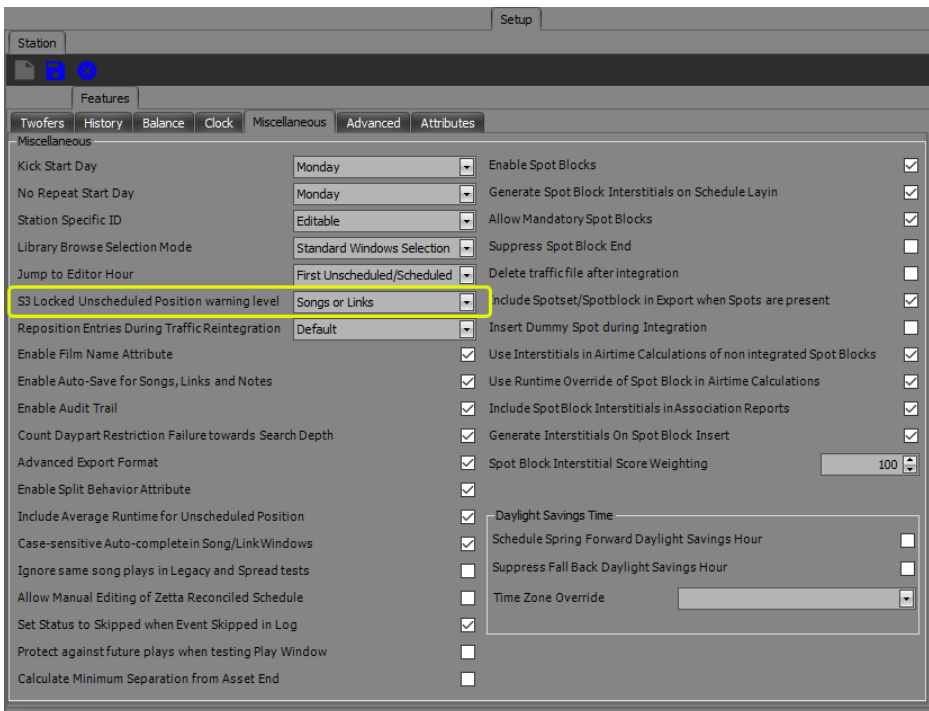 Setup
Station
Features
Twofers History Balance Clock Miscellaneous Advanced Attributes
Miscellaneous
Kick Start Day Monday
No Repeat Start Day Monday
Station Specific ID Editable
Library Browse Selection Mode Standard Windows Selection
Jump to Editor Hour First Unscheduled/Scheduled
S3 Locked Unscheduled Position warning level Songs or Links
Reposition Entries During Traffic Reintegration Default
Enable Film Name Attribute
Enable Auto-Save for Songs, Links and Notes
Enable Audit Trail
Count Daypart Restriction Failure towards Search Depth
Advanced Export Format
Enable Split Behavior Attribute
Include Average Runtime for Unscheduled Position
Case-sensitive Auto-complete in Song/Link Windows
Ignore same song plays in Legacy and Spread tests
Allow Manual Editing of Zetta Reconciled Schedule
Set Status to Skipped when Event Skipped in Log
Protect against future plays when testing Play Window
Calculate Minimum Separation from Asset End
Enable Spot Blocks
Generate Spot Block Interstitials on Schedule Layin
Allow Mandatory Spot Blocks
Suppress Spot Block End
Delete traffic file after integration
Include Spotset/Spotblock in Export when Spots are present
Insert Dummy Spot during Integration
Use Interstitials in Airtime Calculations of non integrated Spot Blocks
Use Runtime Override of Spot Block in Airtime Calculations
Include SpotBlock Interstitials in Association Reports
Generate Interstitials On Spot Block Insert
Spot Block Interstitial Score Weighting 100
Daylight Savings Time
Schedule Spring Forward Daylight Savings Hour
Suppress Fall Back Daylight Savings Hour
Time Zone Override